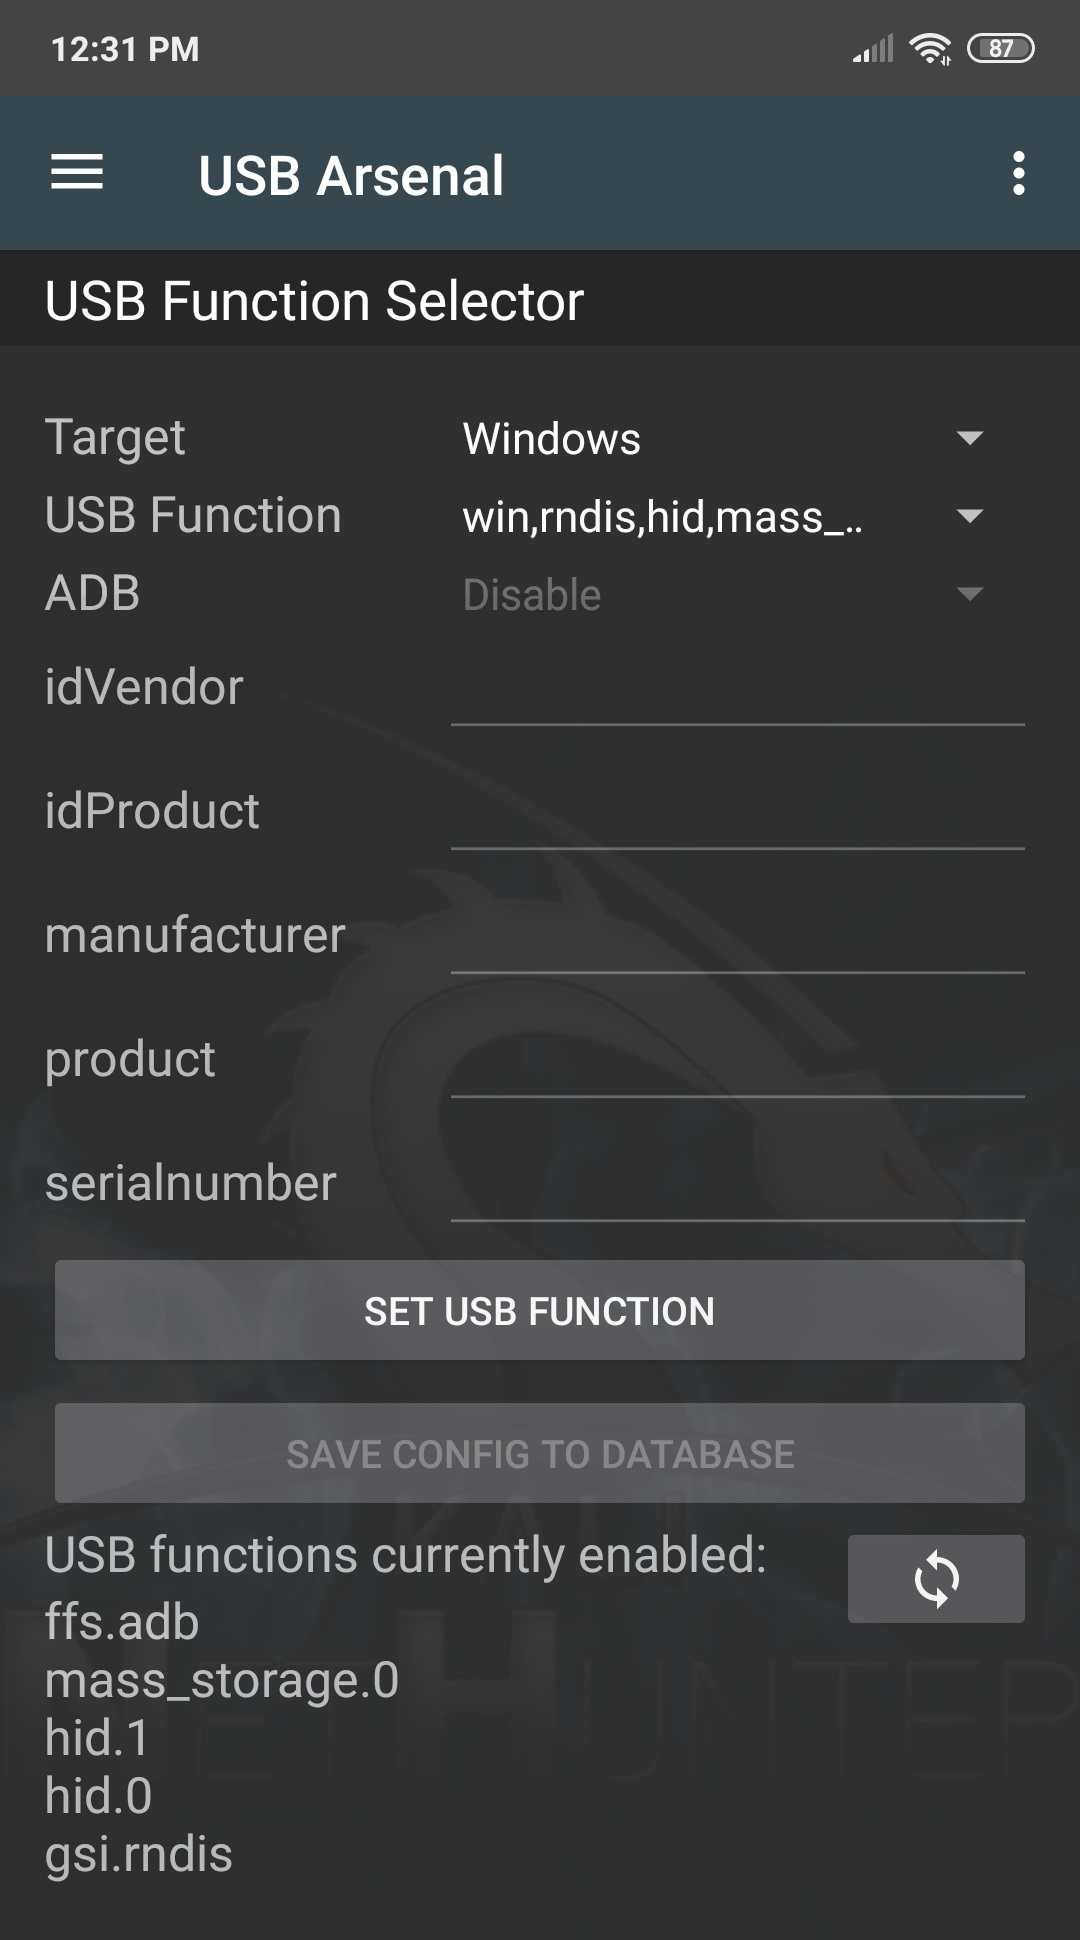 12:31 PM
87
USB Arsenal
USB Function Selector
Target Windows
USB Function win,rndis,hid,mass_..
ADB Disable
idVendor
idProduct
manufacturer
product
serialnumber
SET USB FUNCTION
SAVE CONFIG TO DATABASE
KALI
USB functions currently enabled:
ffs.adb
mass_storage.0
hid.1
hid.0
gsi.rndis
NETHUNTER